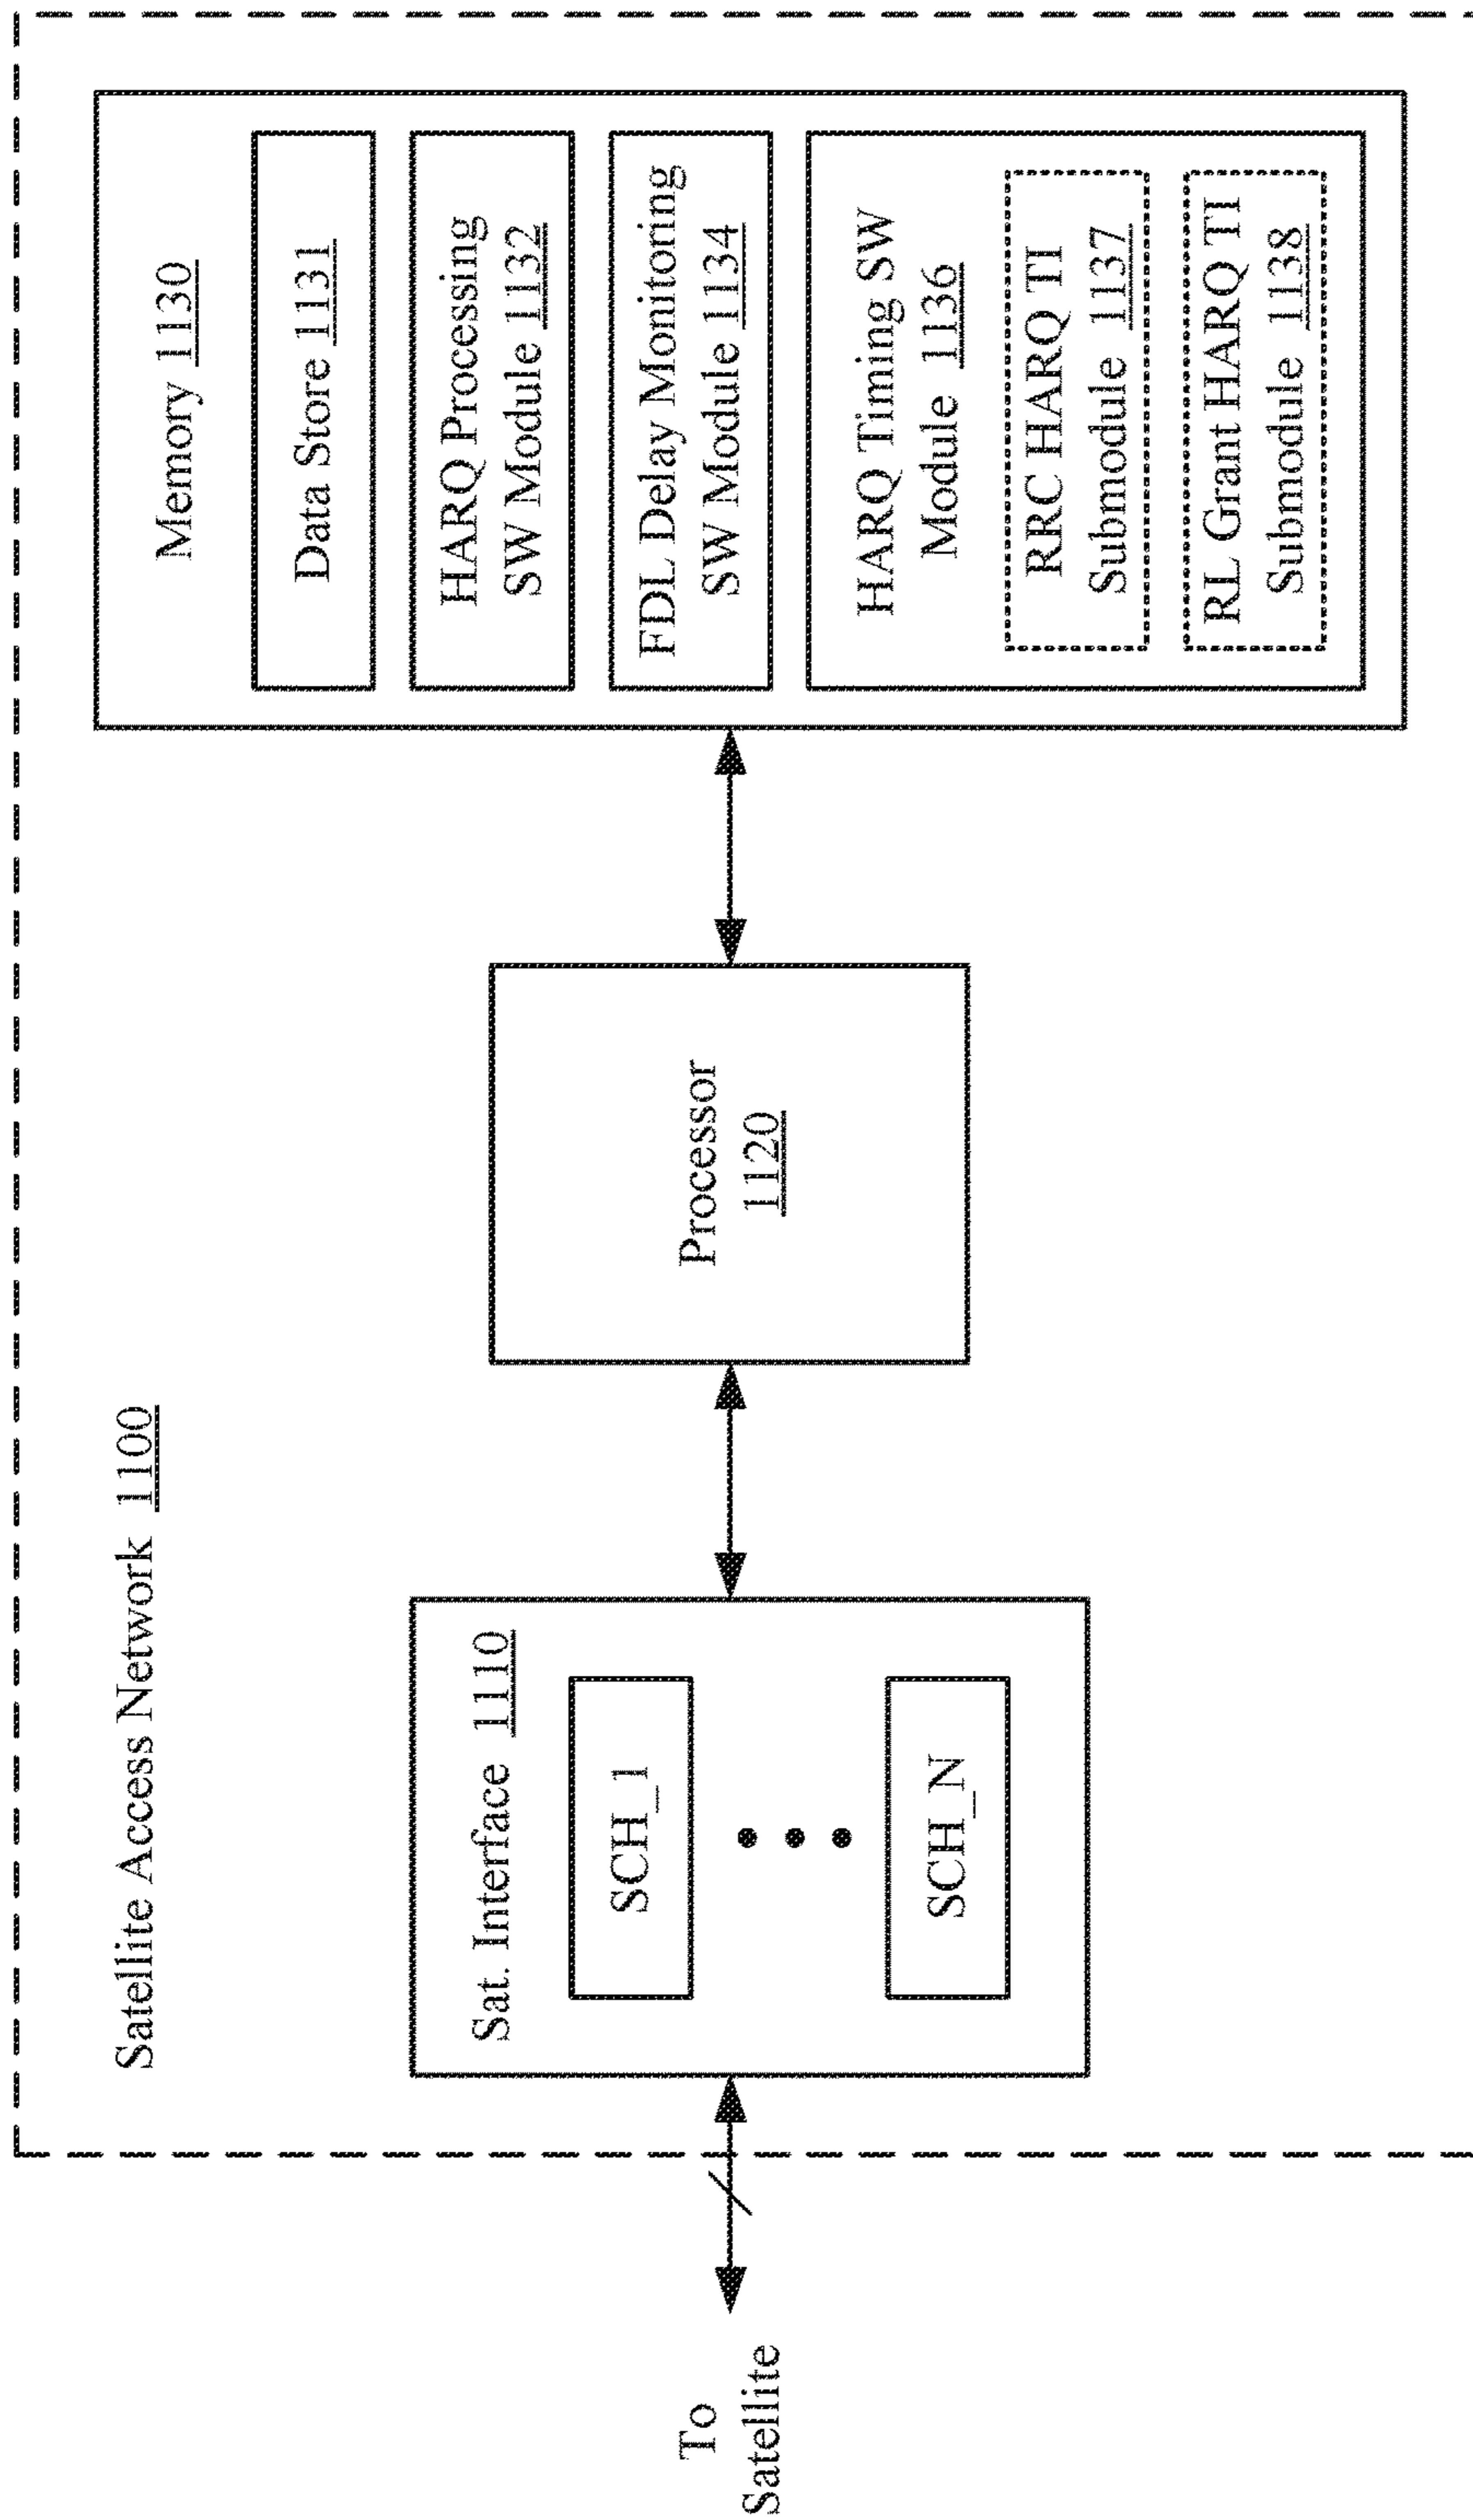 Satellite Access Network 1100
To
Satellite
Sat. Interface 1110
SCH_1
SCH_N
Processor
1120
Memory 1130
Data Store 1131
HARQ Processing
SW Module 1132
FDL Delay Monitoring
SW Module 1134
HARQ Timing SW
Module 1136
RRC HARQ TI
Submodule 1137
RL Grant HARQ TI
Submodule 1138